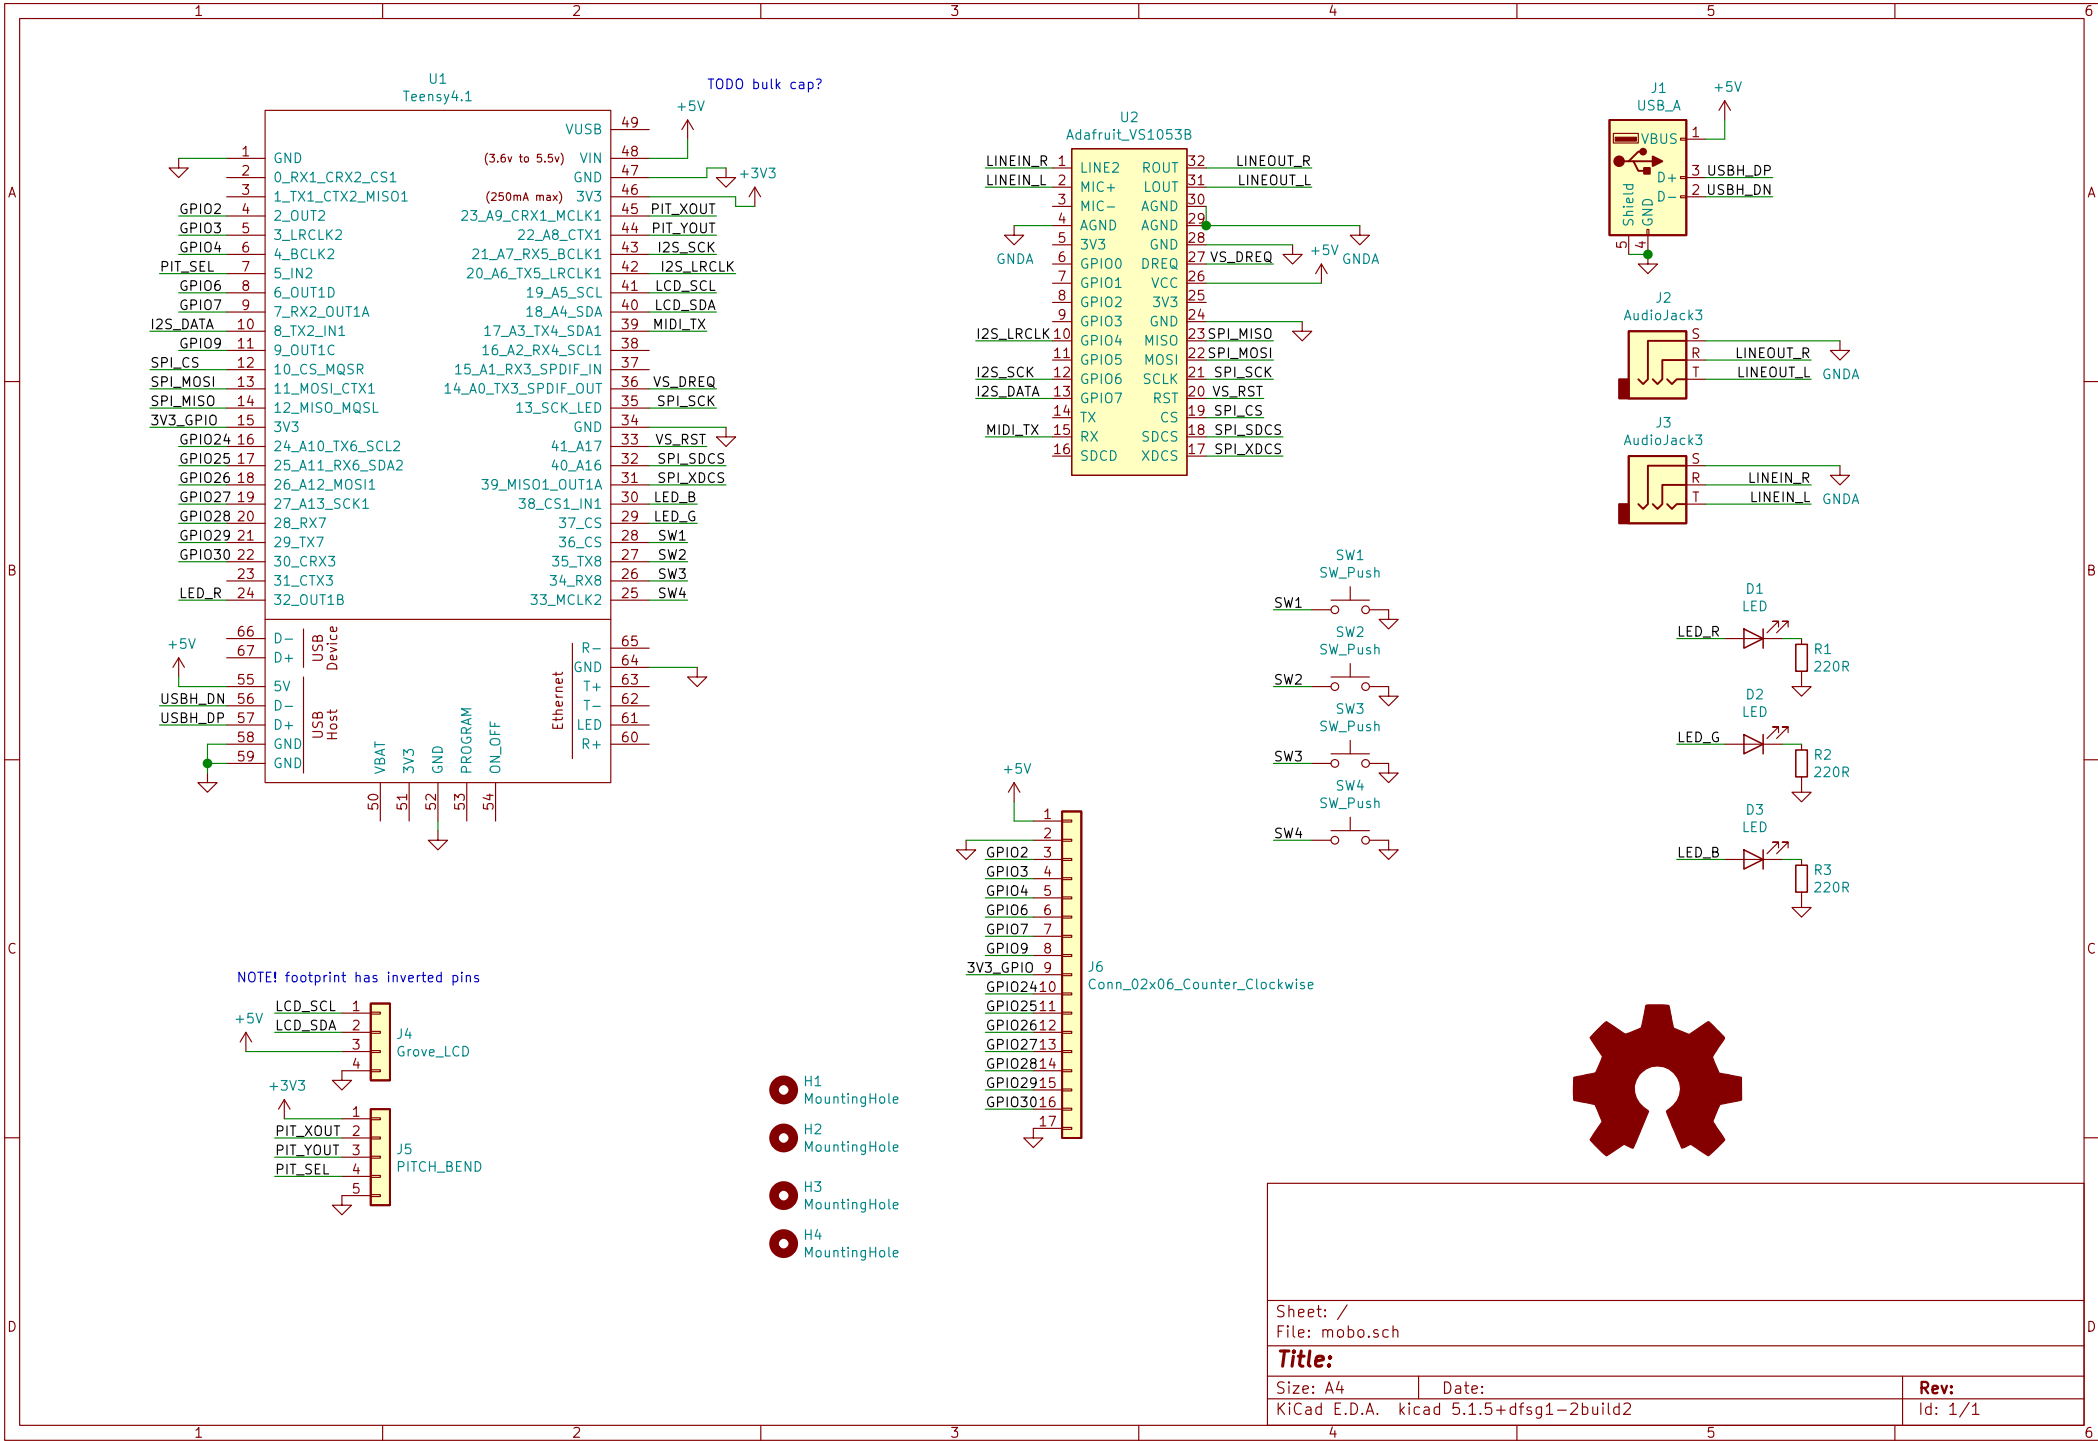 1 2 3 4 5 6
A
B
C
D
A
B
C
D
U1
Teensy4.1
TODO bulk cap?
+5V
+3V3
VUSB 49
1 GND
(3.6v to 5.5v) VIN 48
2 0_RX1_CRX2_CS1
GND 47
3 1_TX1_CTX2_MISO1
(250mA max) 3V3 46
GPIO2 4 2_OUT2
23_A9_CRX1_MCLK1 45 PIT_XOUT
GPIO3 5 3_LRCLK2
22_A8_CTX1 44 PIT_YOUT
GPIO4 6 4_BCLK2
21_A7_RX5_BCLK1 43 I2S_SCK
PIT_SEL 7 5_IN2
20_A6_TX5_LRCLK1 42 I2S_LRCLK
GPIO6 8 6_OUT1D
19_A5_SCL 41 LCD_SCL
GPIO7 9 7_RX2_OUT1A
18_A4_SDA 40 LCD_SDA
I2S_DATA 10 8_TX2_IN1
17_A3_TX4_SDA1 39 MIDI_TX
GPIO9 11 9_OUT1C
16_A2_RX4_SCL1 38
SPI_CS 12 10_CS_MQSR
15_A1_RX3_SPDIF_IN 37
SPI_MOSI 13 11_MOSI_CTX1
14_A0_TX3_SPDIF_OUT 36 VS_DREQ
SPI_MISO 14 12_MISO_MQSL
13_SCK_LED 35 SPI_SCK
3V3_GPIO 15 3V3
GND 34
GPIO24 16 24_A10_TX6_SCL2
41_A17 33 VS_RST
GPIO25 17 25_A11_RX6_SDA2
40_A16 32 SPI_SDCS
GPIO26 18 26_A12_MOSI1
39_MISO1_OUT1A 31 SPI_XDCS
GPIO27 19 27_A13_SCK1
38_CS1_IN1 30 LED_B
GPIO28 20 28_RX7
37_CS 29 LED_G
GPIO29 21 29_TX7
36_CS 28 SW1
GPIO30 22 30_CRX3
35_TX8 27 SW2
23 31_CTX3
34_RX8 26 SW3
LED_R 24 32_OUT1B
33_MCLK2 25 SW4
66 D-
67 D+
USB
Device
+5V
55 5V
USBH_DN 56 D-
USBH_DP 57 D+
58 GND
59 GND
USB
Host
Ethernet
R- 65
GND 64
T+ 63
T- 62
LED 61
R+ 60
VBAT 50
3V3 51
GND 52
PROGRAM 53
ON_OFF 54
U2
Adafruit_VS1053B
LINEIN_R 1 LINE2
ROUT 32 LINEOUT_R
LINEIN_L 2 MIC+
LOUT 31 LINEOUT_L
3 MIC-
AGND 30
4 AGND
AGND 29
GNDA
GNDA
5 3V3
GND 28
6 GPIO0
DREQ 27 VS_DREQ
+5V
7 GPIO1
VCC 26
8 GPIO2
3V3 25
9 GPIO3
GND 24
I2S_LRCLK 10 GPIO4
MISO 23 SPI_MISO
11 GPIO5
MOSI 22 SPI_MOSI
I2S_SCK 12 GPIO6
SCLK 21 SPI_SCK
I2S_DATA 13 GPIO7
RST 20 VS_RST
14 TX
CS 19 SPI_CS
MIDI_TX 15 RX
SDCS 18 SPI_SDCS
16 SDCD
XDCS 17 SPI_XDCS
J1
USB_A
+5V
VBUS 1
D+ 3 USBH_DP
D- 2 USBH_DN
Shield 5
GND 4
J2
AudioJack3
S
R LINEOUT_R
T LINEOUT_L
GNDA
J3
AudioJack3
S
R LINEIN_R
T LINEIN_L
GNDA
SW1
SW_Push
SW1
SW2
SW_Push
SW2
SW3
SW_Push
SW3
SW4
SW_Push
SW4
D1
LED
LED_R
R1
220R
D2
LED
LED_G
R2
220R
D3
LED
LED_B
R3
220R
+5V
1
2
GPIO2 3
GPIO3 4
GPIO4 5
GPIO6 6
GPIO7 7
GPIO9 8
3V3_GPIO 9
GPIO24 10
GPIO25 11
GPIO26 12
GPIO27 13
GPIO28 14
GPIO29 15
GPIO30 16
17
J6
Conn_02x06_Counter_Clockwise
NOTE! footprint has inverted pins
LCD_SCL 1
LCD_SDA 2
+5V
3
4
J4
Grove_LCD
+3V3
1
PIT_XOUT 2
PIT_YOUT 3
PIT_SEL 4
5
J5
PITCH_BEND
H1
MountingHole
H2
MountingHole
H3
MountingHole
H4
MountingHole
Sheet: /
File: mobo.sch
Title:
Size: A4 Date: Rev:
KiCad E.D.A. kicad 5.1.5+dfsg1-2build2 Id: 1/1
1 2 3 4 5 6